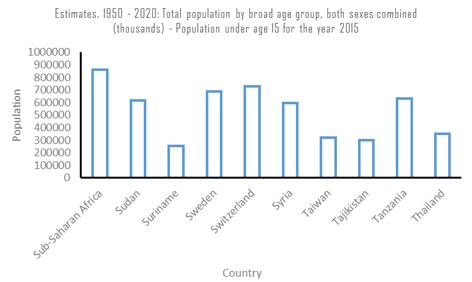 Estimates, 1950 - 2020: Total population by broad age group, both sexes combined
(thousands) - Population under age 15 for the year 2015
Population
1000000
900000
800000
700000
600000
500000
400000
300000
200000
100000
0
Sub-Saharan Africa
Sudan
Suriname
Sweden
Switzerland
Syria
Taiwan
Tajikistan
Tanzania
Thailand
Country